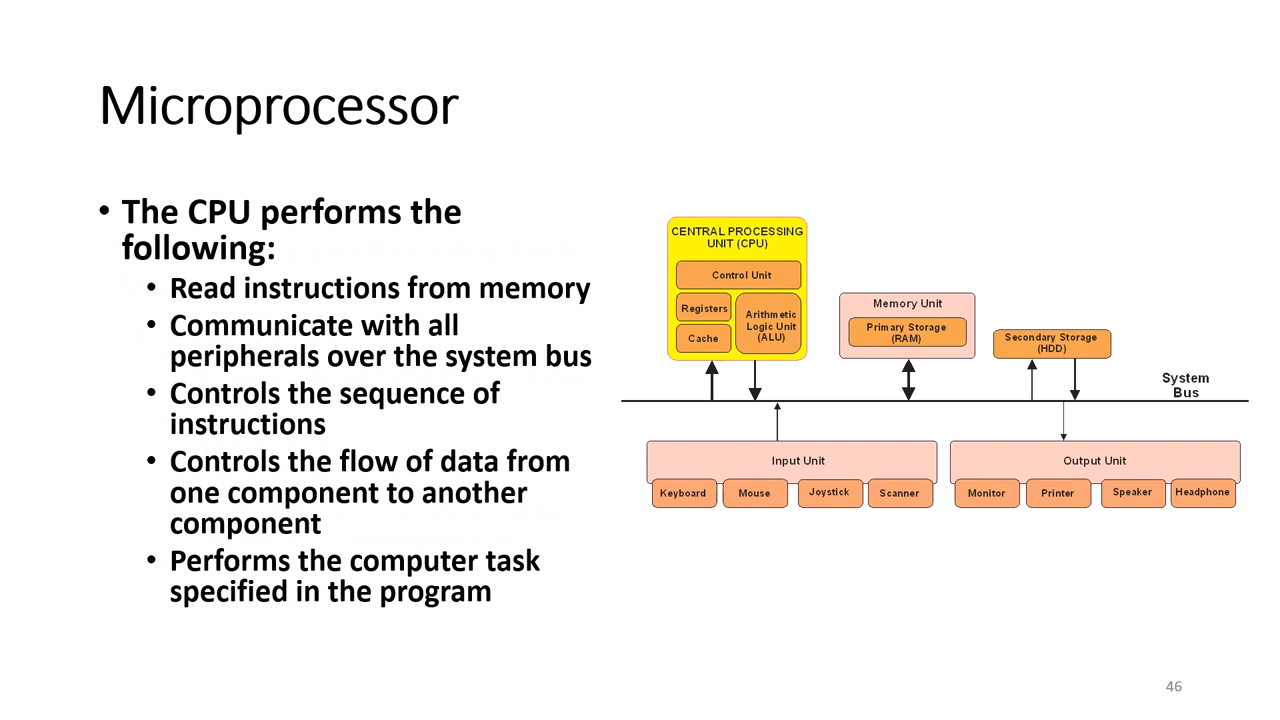 Microprocessor
• The CPU performs the
following:
• Read instructions from memory
• Communicate with all
peripherals over the system bus
• Controls the sequence of
instructions
• Controls the flow of data from
one component to another
component
• Performs the computer task
specified in the program
CENTRAL PROCESSING
UNIT (CPU)
Control Unit
Registers
Cache
Arithmetic
Logic Unit
(ALU)
Memory Unit
Primary Storage
(RAM)
Secondary Storage
(HDD)
System
Bus
Input Unit
Keyboard
Mouse
Joystick
Scanner
Output Unit
Monitor
Printer
Speaker
Headphone
46